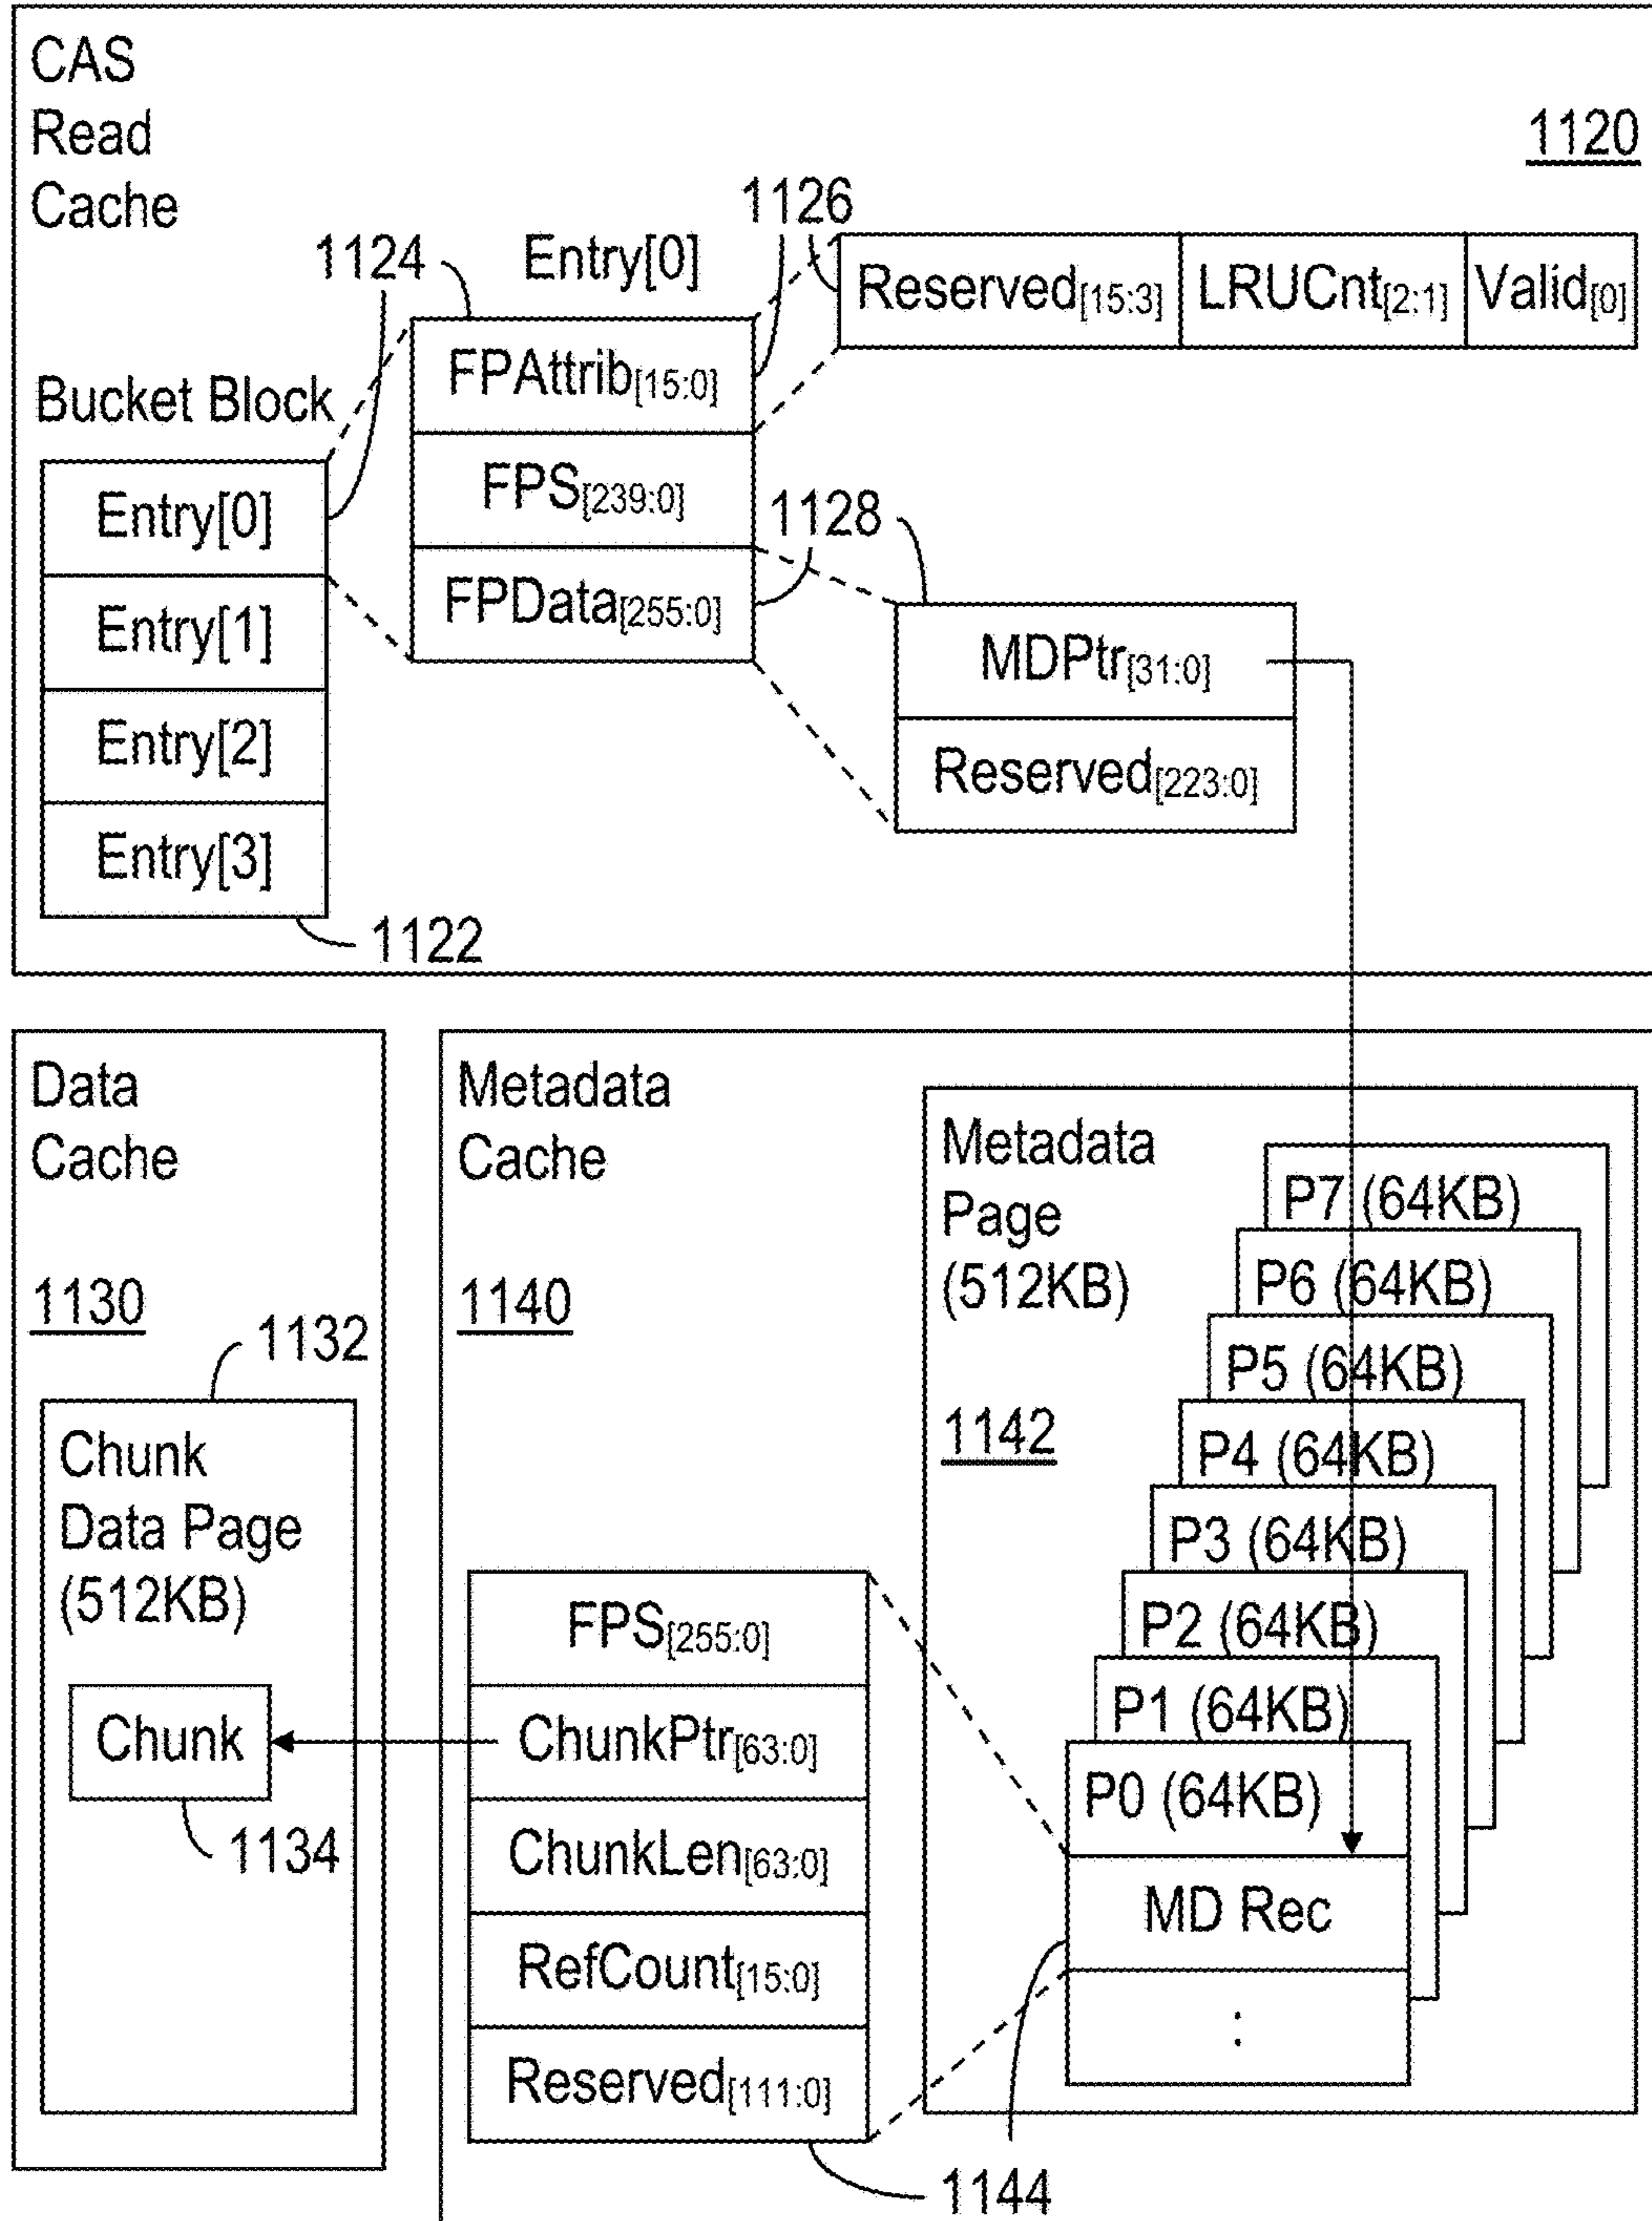 CAS
Read
Cache
1120
1126
1124
Entry[0]
Reserved[15:3] LRUCnt[2:1] Valid[0]
FPAttrib[15:0]
Bucket Block
FPS[239:0]
Entry[0]
1128
FPData[255:0]
Entry[1]
MDPtr[31:0]
Entry[2]
Reserved[223:0]
Entry[3]
1122
Data
Cache
1130
1132
Chunk
Data Page
(512KB)
Chunk
1134
Metadata
Cache
1140
FPS[255:0]
ChunkPtr[63:0]
ChunkLen[63:0]
RefCount[15:0]
Reserved[111:0]
1144
Metadata
Page
(512KB)
1142
P7 (64KB)
P6 (64KB)
P5 (64KB)
P4 (64KB)
P3 (64KB)
P2 (64KB)
P1 (64KB)
P0 (64KB)
MD Rec
: